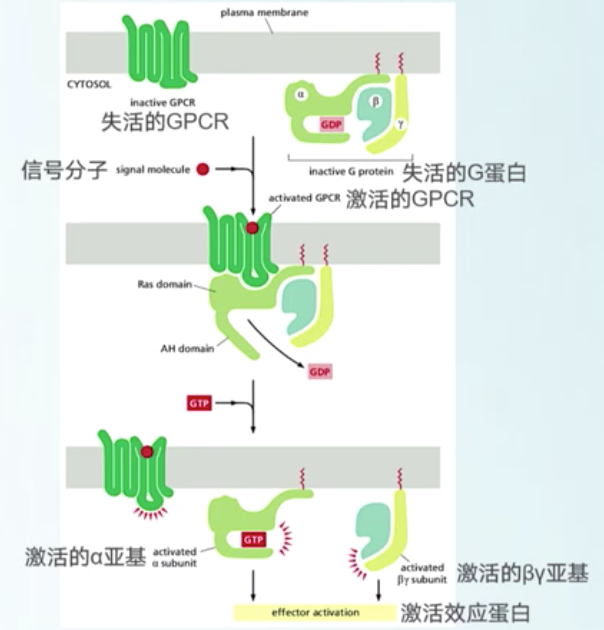 plasma membrane
CYTOSOL
inactive GPCR
失活的GPCR
α
β
γ
GDP
信号分子 signal molecule
inactive G protein 失活的G蛋白
activated GPCR 激活的GPCR
Ras domain
AH domain
GDP
GTP
GTP
激活的α亚基 activated
α subunit
activated
βγ subunit 激活的βγ亚基
effector activation 激活效应蛋白